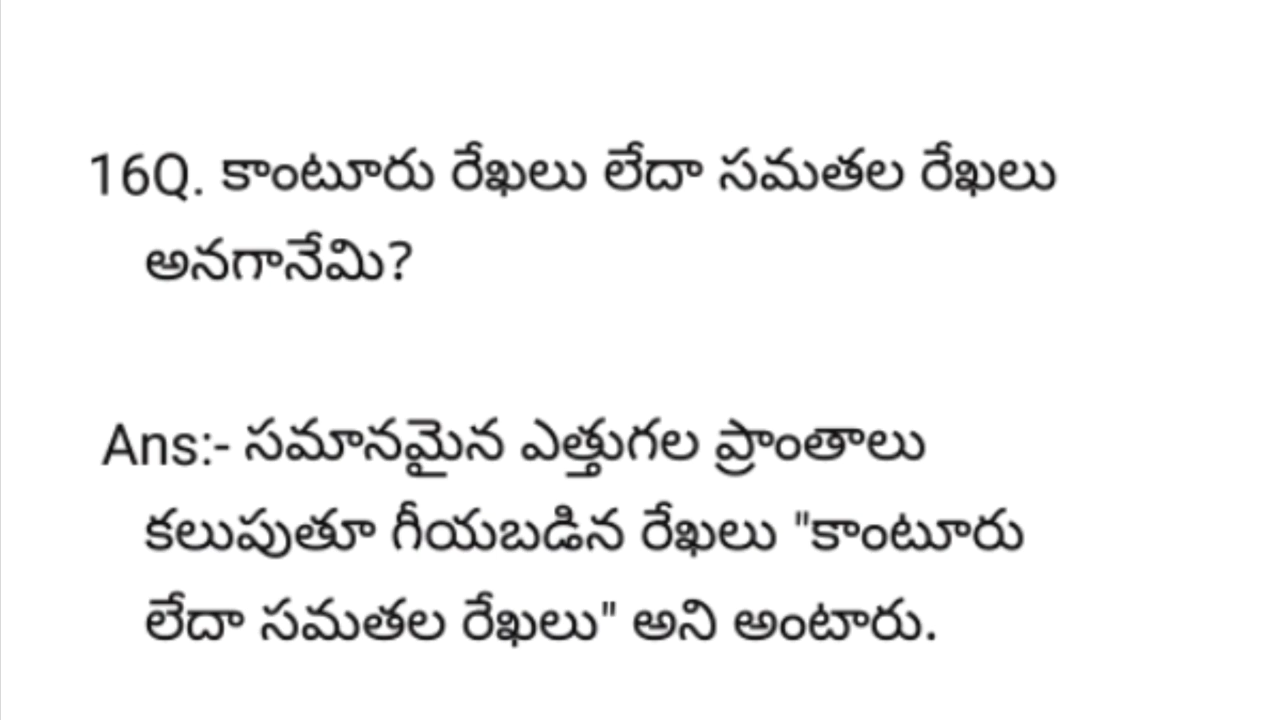 16Q. కాంటూరు రేఖలు లేదా సమతల రేఖలు
అనగానేమి?
Ans:- సమానమైన ఎత్తుగల ప్రాంతాలు
కలుపుతూ గీయబడిన రేఖలు "కాంటూరు
లేదా సమతల రేఖలు" అని అంటారు.